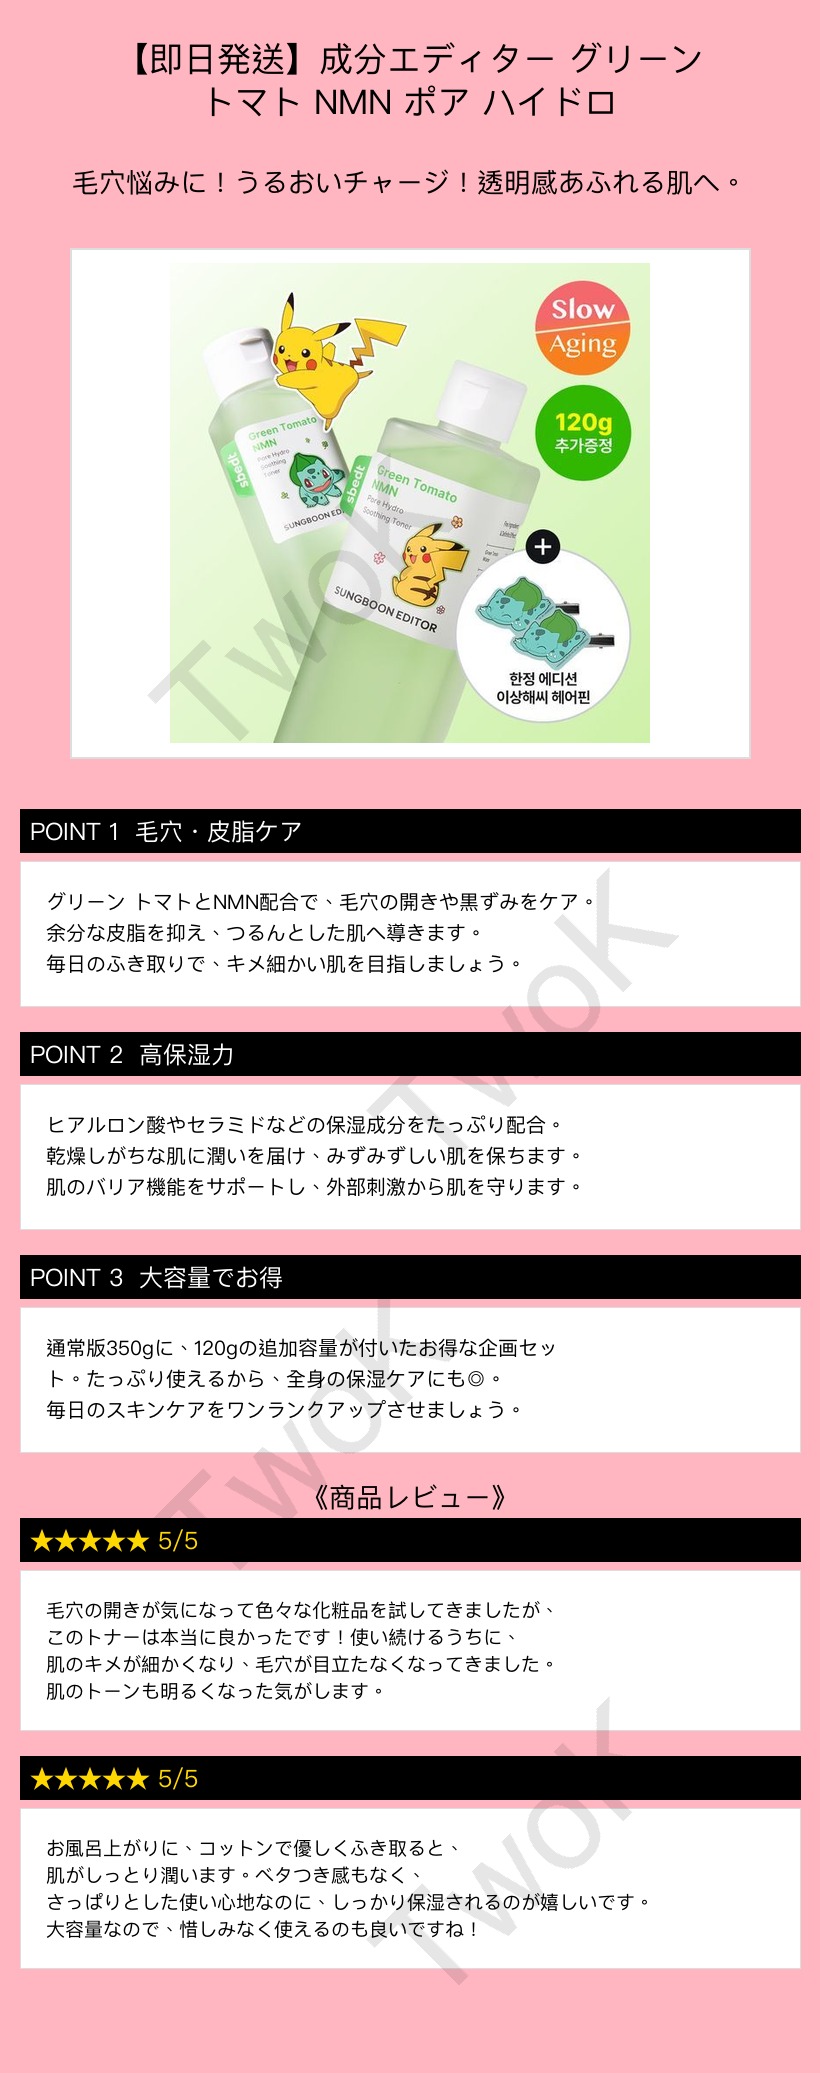 【即日発送】成分エディター グリーン
トマト NMN ポア ハイドロ
毛穴悩みに！うるおいチャージ！透明感あふれる肌へ。
Slow
Aging
120g
추가증정
Green Tomato
NMN
Pore Hydro
Soothing
Toner
sbedt
SUNGBOON EDI
Green Tomato
NMN
Pore Hydro
Soothing Toner
sbedt
SUNGBOON EDITOR
+
한정 에디션
이상해씨 헤어핀
TwoK
POINT 1 毛穴・皮脂ケア
グリーン トマトとNMN配合で、毛穴の開きや黒ずみをケア。
余分な皮脂を抑え、つるんとした肌へ導きます。
毎日のふき取りで、キメ細かい肌を目指しましょう。
TwoK
POINT 2 高保湿力
ヒアルロン酸やセラミドなどの保湿成分をたっぷり配合。
乾燥しがちな肌に潤いを届け、みずみずしい肌を保ちます。
肌のバリア機能をサポートし、外部刺激から肌を守ります。
POINT 3 大容量でお得
通常版350gに、120gの追加容量が付いたお得な企画セッ
ト。たっぷり使えるから、全身の保湿ケアにも◎。
毎日のスキンケアをワンランクアップさせましょう。
TwoK
《商品レビュー》
★★★★★ 5/5
毛穴の開きが気になって色々な化粧品を試してきましたが、
このトナーは本当に良かったです！使い続けるうちに、
肌のキメが細かくなり、毛穴が目立たなくなってきました。
肌のトーンも明るくなった気がします。
★★★★★ 5/5
お風呂上がりに、コットンで優しくふき取ると、
肌がしっとり潤います。ベタつき感もなく、
さっぱりとした使い心地なのに、しっかり保湿されるのが嬉しいです。
大容量なので、惜しみなく使えるのも良いですね！
TwoK